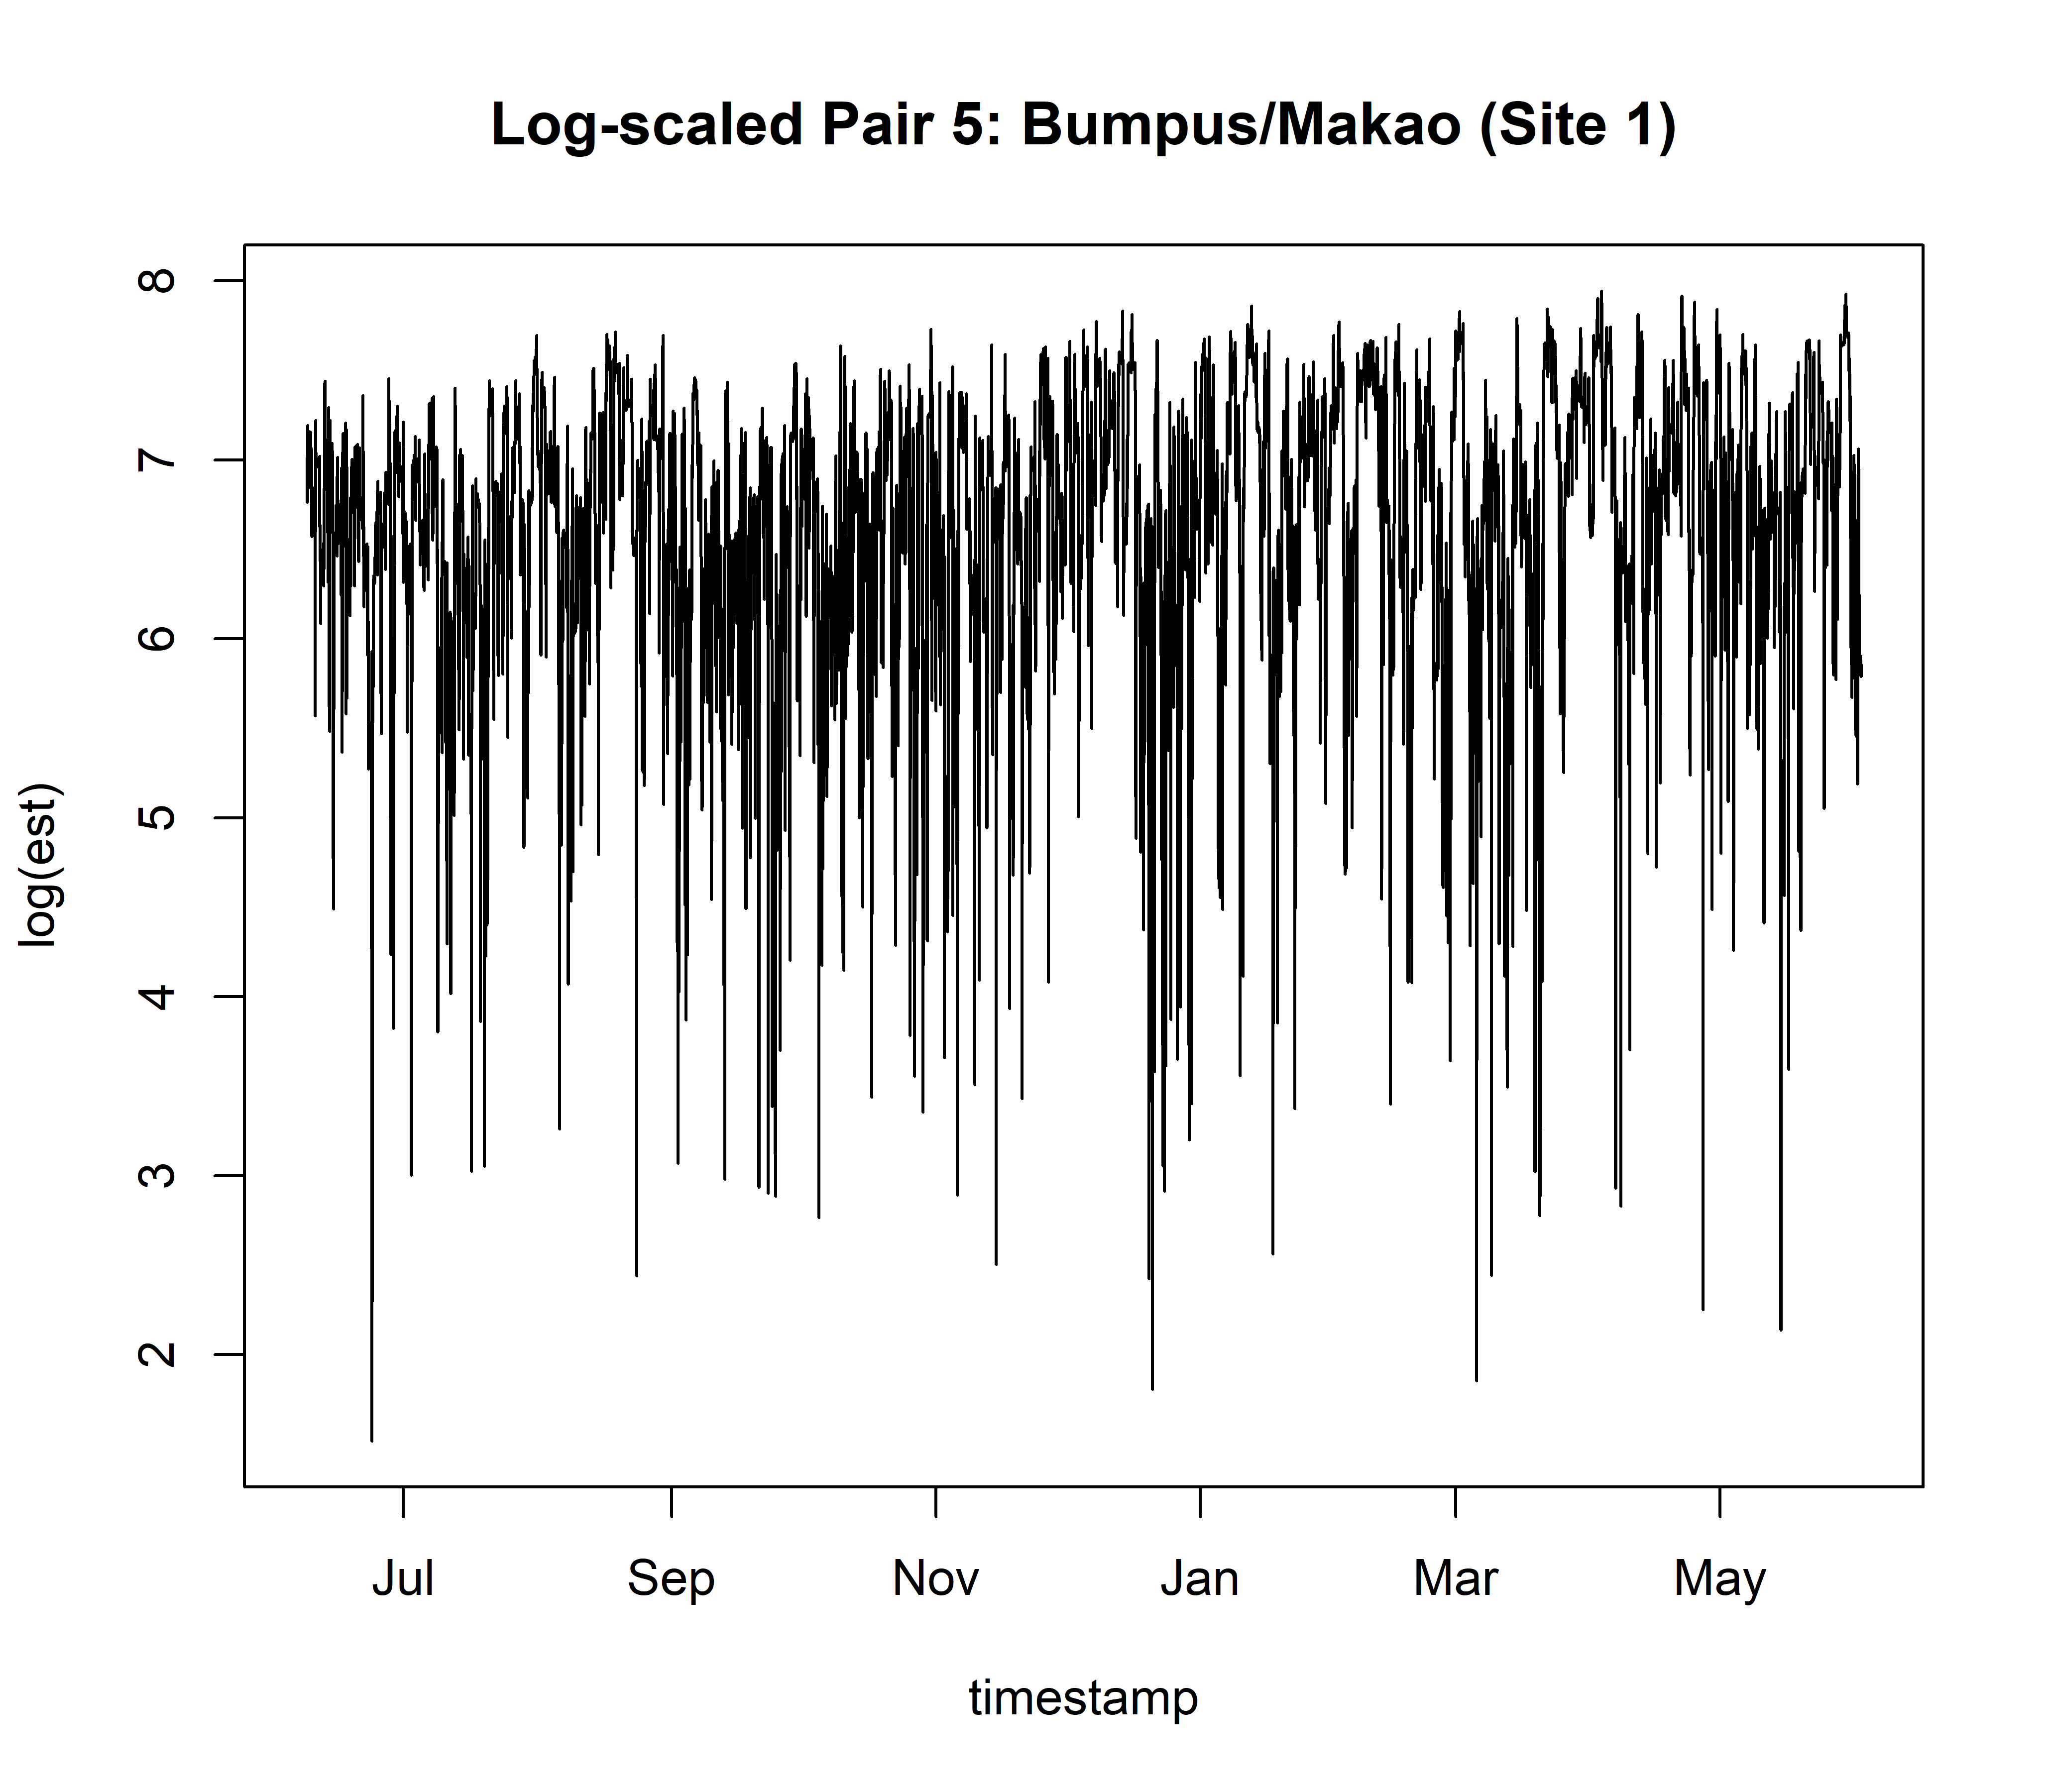 Log-scaled Pair 5: Bumpus/Makao (Site 1)
log(est)
8
7
6
5
4
3
2
Jul Sep Nov Jan Mar May
timestamp